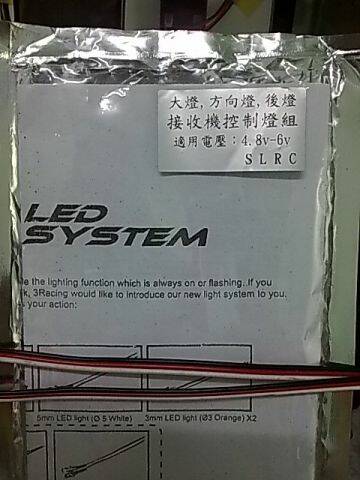 大燈,方向燈,後燈
接收機控制燈組
適用電壓:4.8v-6v
SLRC
LED
SYSTEM
e the lighting function which is always on or flashing. If you
k, 3Racing would like to introduce our new light system to you.
your action:
5mm LED light (Ø 5 White)
3mm LED light (Ø3 Orange) X2